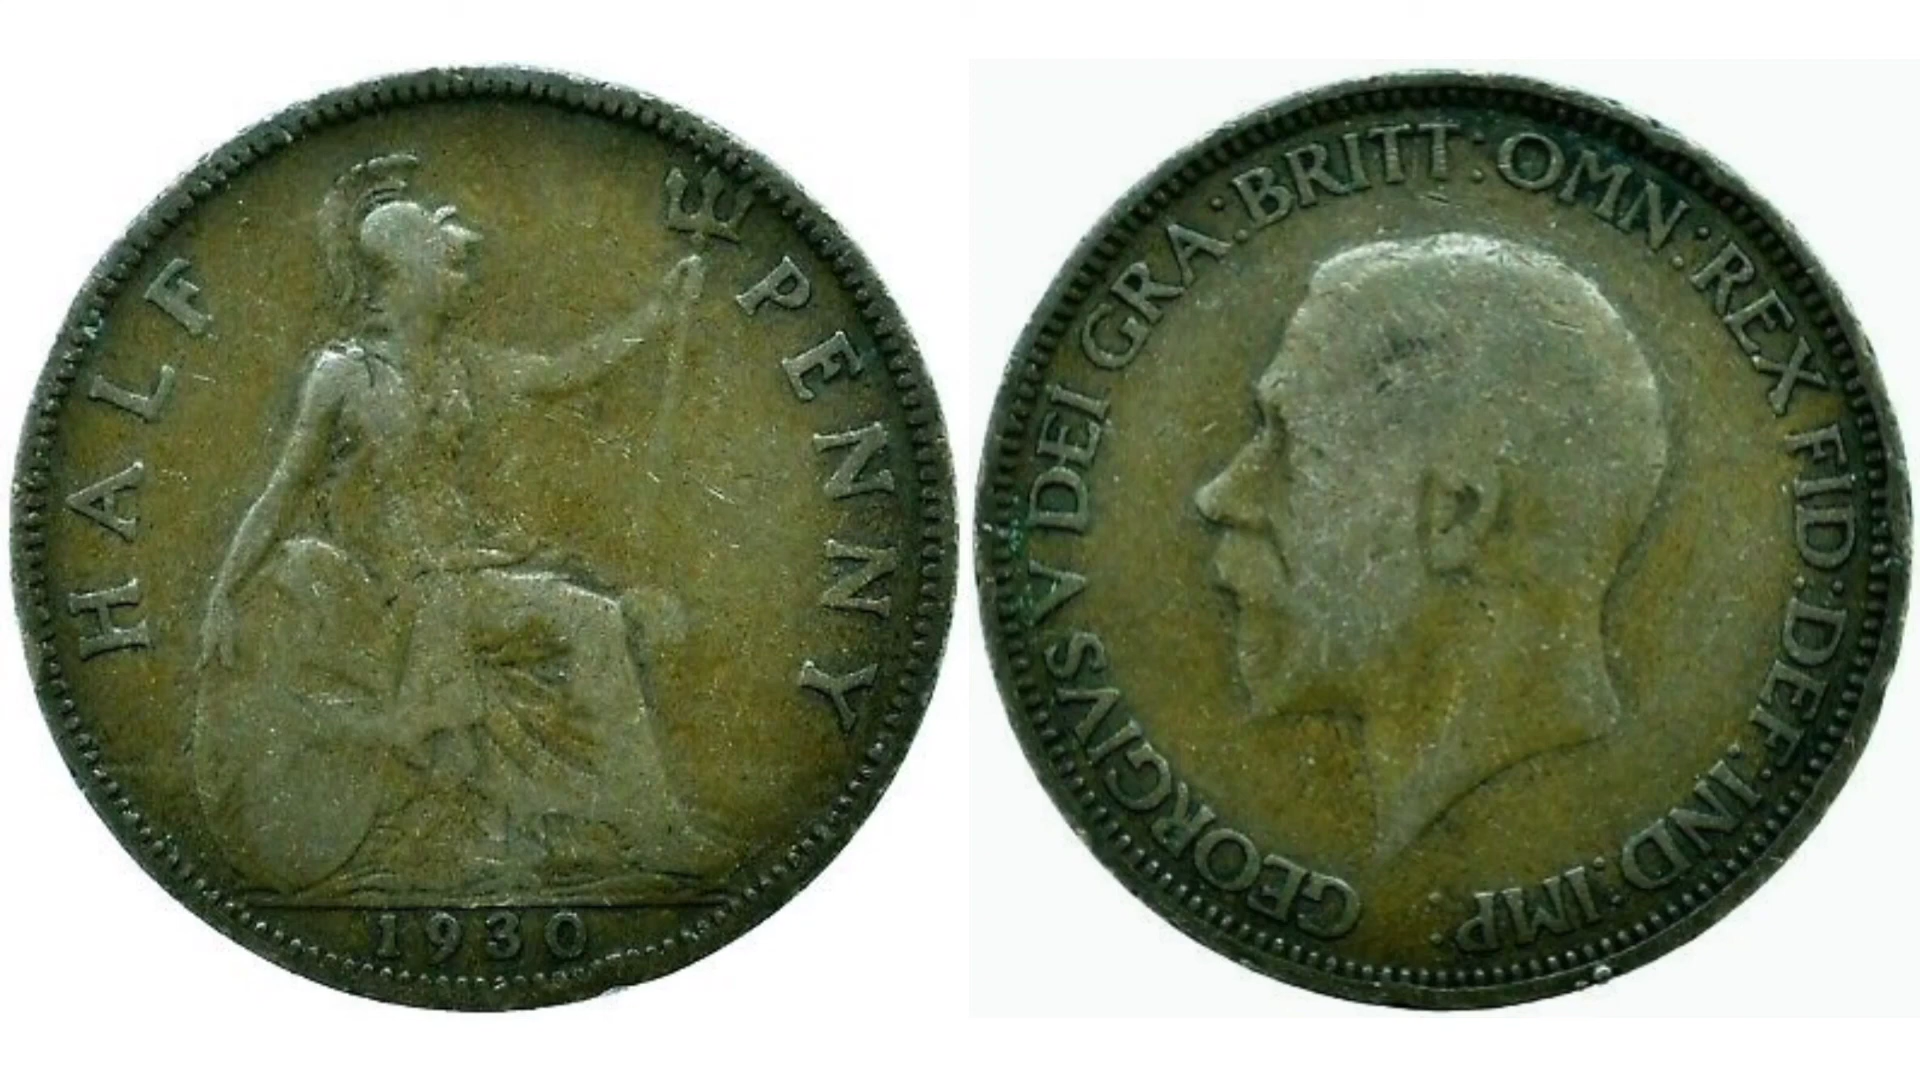 HALF PENNY
1930
GEORGIVS V DEI GRA: BRITT: OMN: REX FID: DEF: IND: IMP: